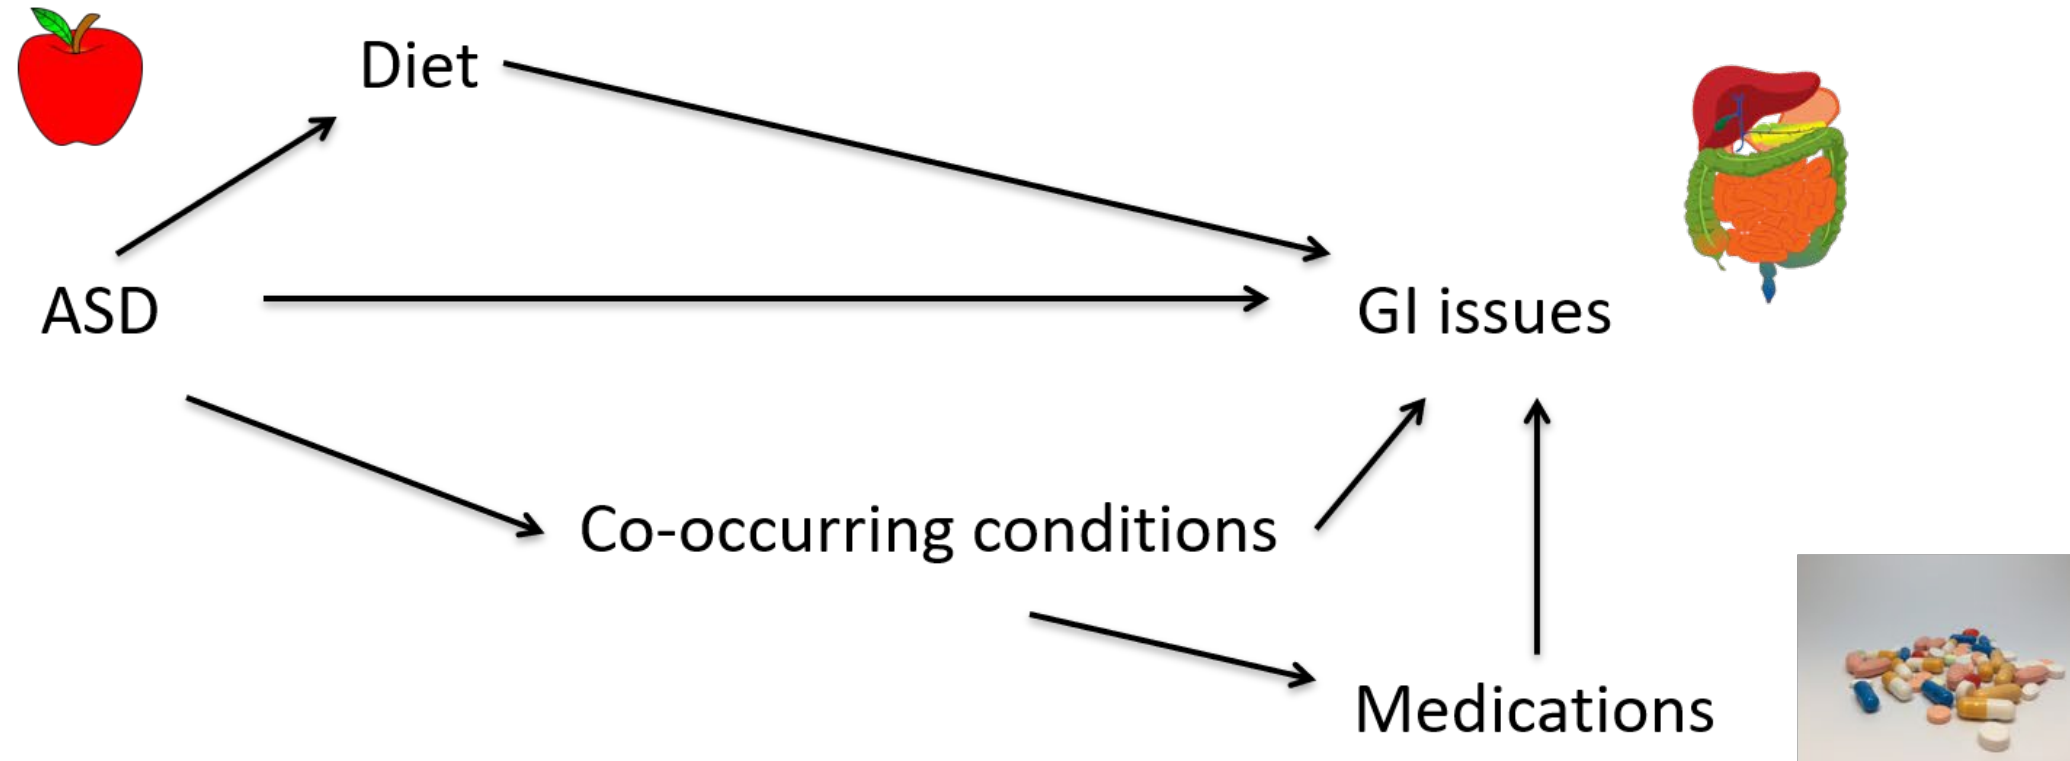 Diet
ASD
GI issues
Co-occurring conditions
Medications